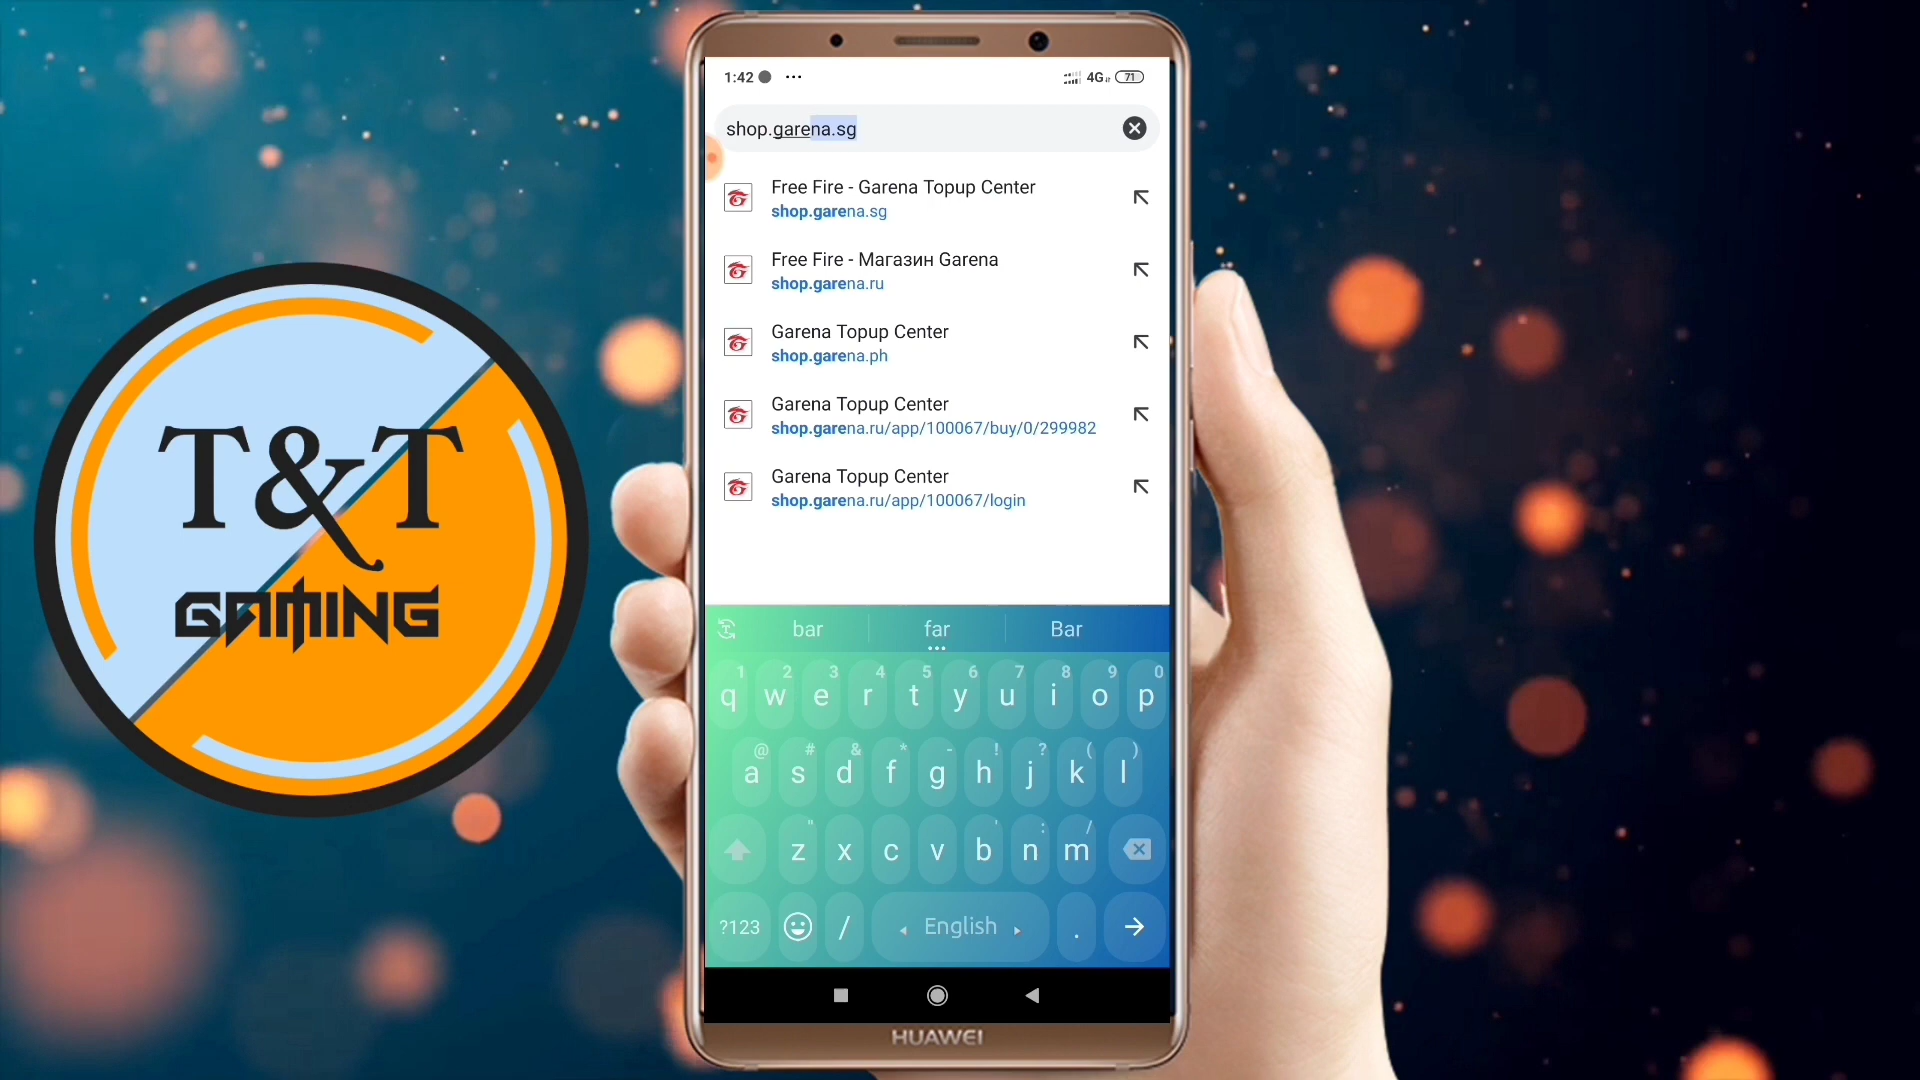 T&T
GAMING
1:42
4G
71
shop.garena.sg
Free Fire - Garena Topup Center
shop.garena.sg
Free Fire - Магазин Garena
shop.garena.ru
Garena Topup Center
shop.garena.ph
Garena Topup Center
shop.garena.ru/app/100067/buy/0/299982
Garena Topup Center
shop.garena.ru/app/100067/login
bar far Bar
1 2 3 4 5 6 7 8 9 0
q w e r t y u i o p
@ # & * - ! ? ( )
a s d f g h j k l
" ' : /
z x c v b n m
?123 / English .
HUAWEI